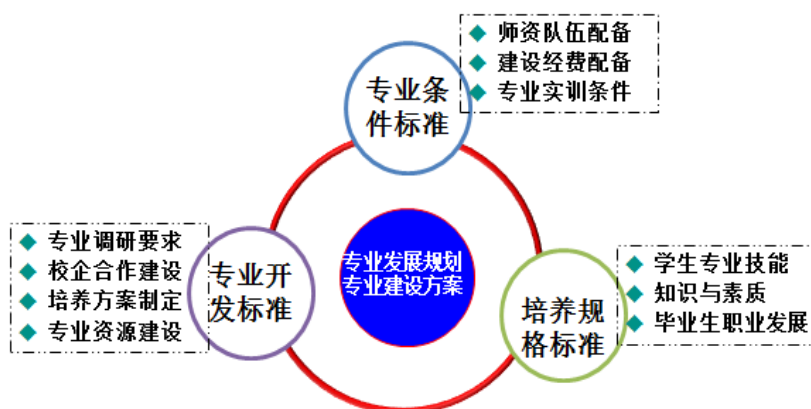 师资队伍配备
建设经费配备
专业实训条件
专业条
件标准
专业调研要求
校企合作建设
培养方案制定
专业资源建设
专业开
发标准
专业发展规划
专业建设方案
学生专业技能
知识与素质
毕业生职业发展
培养规
格标准